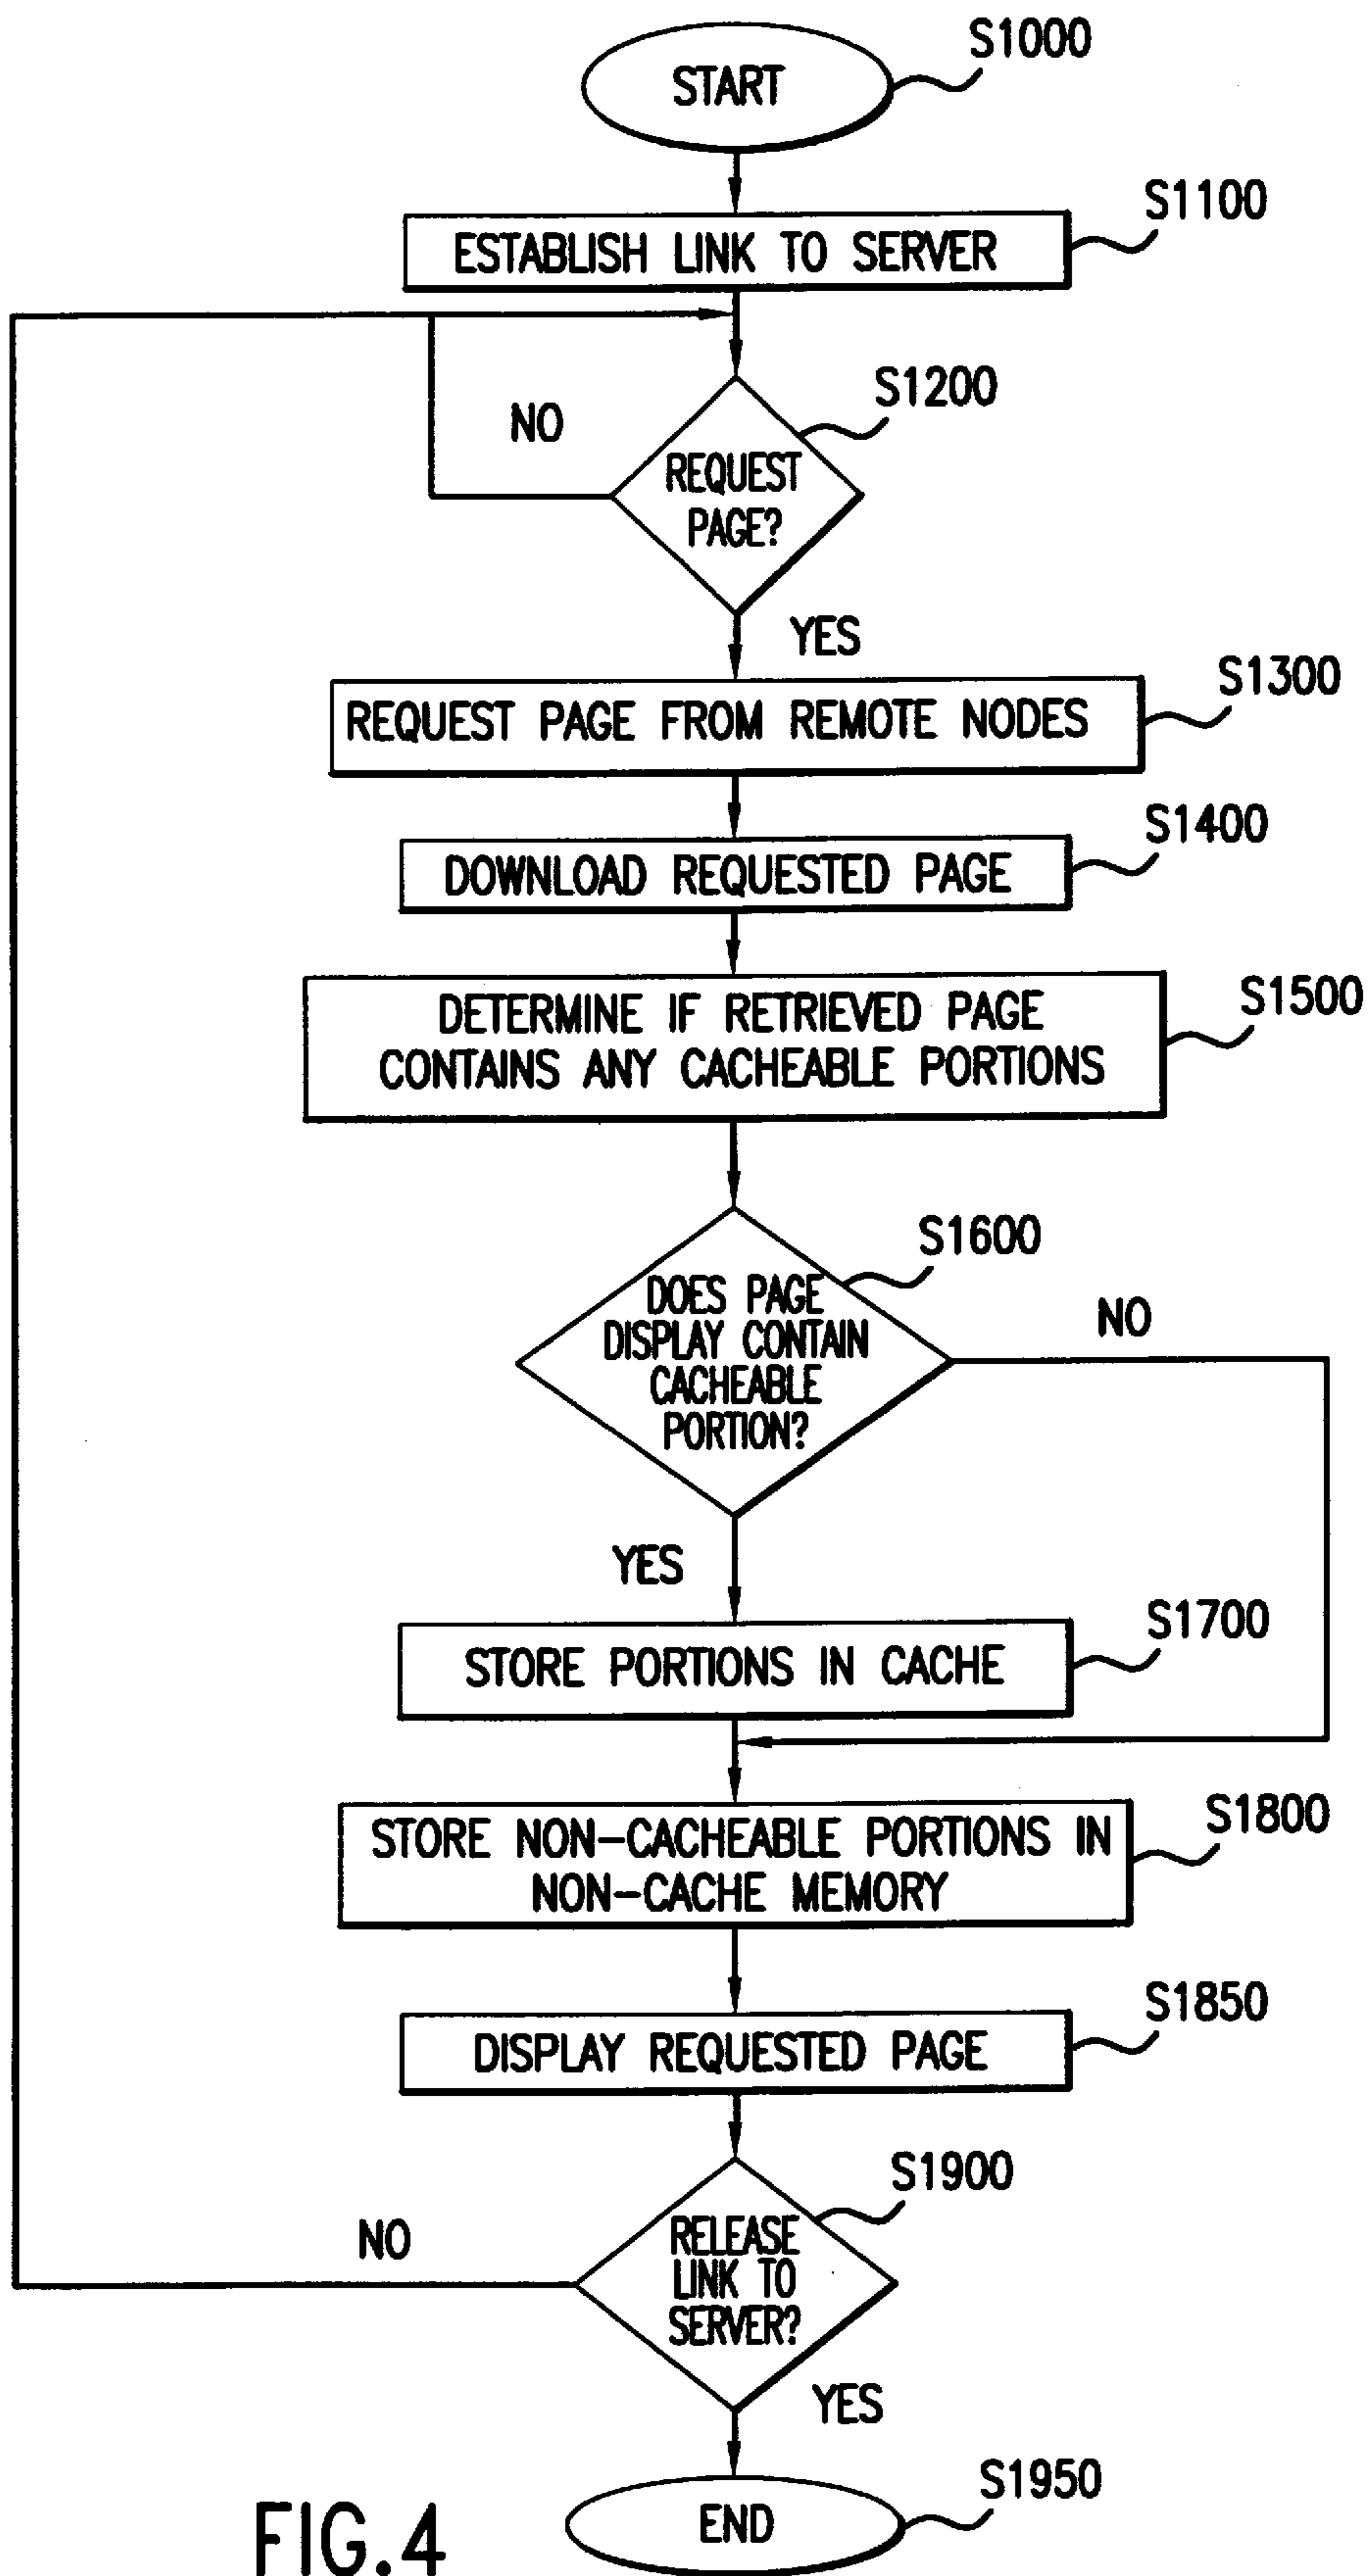 S1000
START
S1100
ESTABLISH LINK TO SERVER
S1200
NO
REQUEST
PAGE?
YES
S1300
REQUEST PAGE FROM REMOTE NODES
S1400
DOWNLOAD REQUESTED PAGE
S1500
DETERMINE IF RETRIEVED PAGE
CONTAINS ANY CACHEABLE PORTIONS
S1600
DOES PAGE
DISPLAY CONTAIN
CACHEABLE
PORTION?
NO
YES
S1700
STORE PORTIONS IN CACHE
S1800
STORE NON-CACHEABLE PORTIONS IN
NON-CACHE MEMORY
S1850
DISPLAY REQUESTED PAGE
S1900
NO
RELEASE
LINK TO
SERVER?
YES
S1950
END
FIG.4